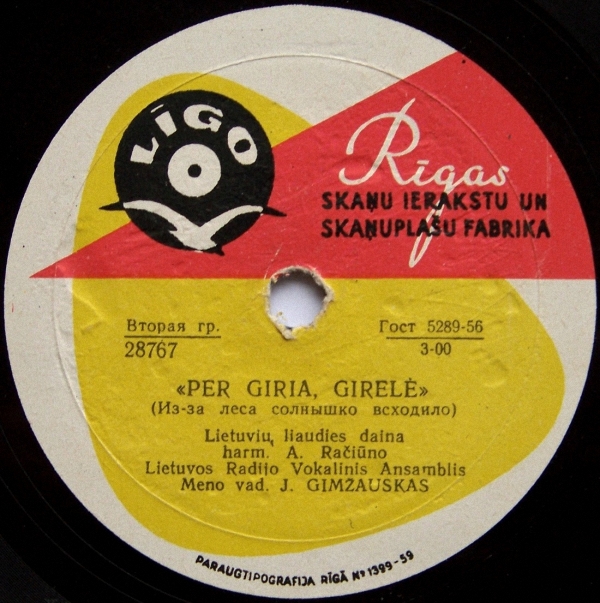 LĪGO
Rīgas
SKAŅU IERAKSTU UN
SKAŅUPLAŠU FABRIKA
Вторая гр.
28767
Гост 5289-56
3-00
«PER GIRIA, GIRELĖ»
(Из-за леса солнышко всходило)
Lietuvių liaudies daina
harm. A. Račiūno
Lietuvos Radijo Vokalinis Ansamblis
Meno vad. J. GIMŽAUSKAS
PARAUGTIPOGRAFIJA RĪGĀ Nº 1399-59